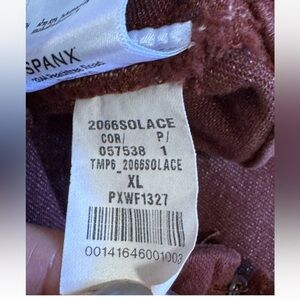 SPANX
2066SOLACE
COR/ P/
057538 1
TMP6_2066SOLACE
XL
PXWF1327
00141646001003